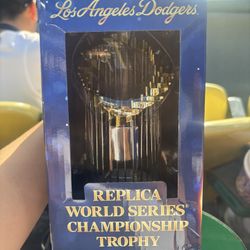 Los Angeles Dodgers
REPLICA
WORLD SERIES®
CHAMPIONSHIP
TROPHY